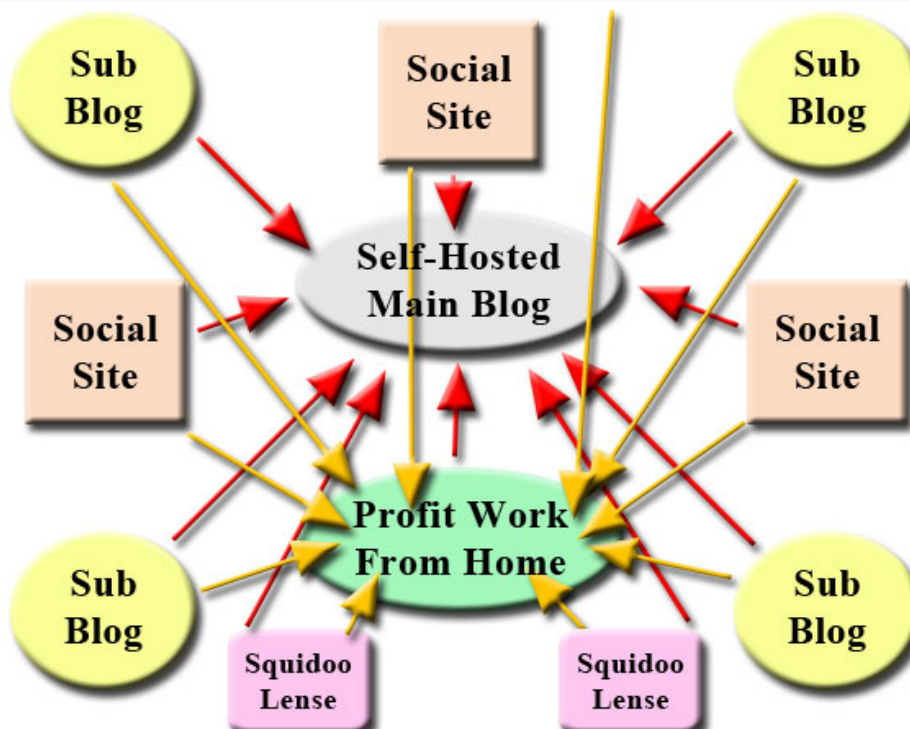 Sub
Blog
Social
Site
Sub
Blog
Self-Hosted
Main Blog
Social
Site
Social
Site
Profit Work
From Home
Sub
Blog
Sub
Blog
Squidoo
Lense
Squidoo
Lense